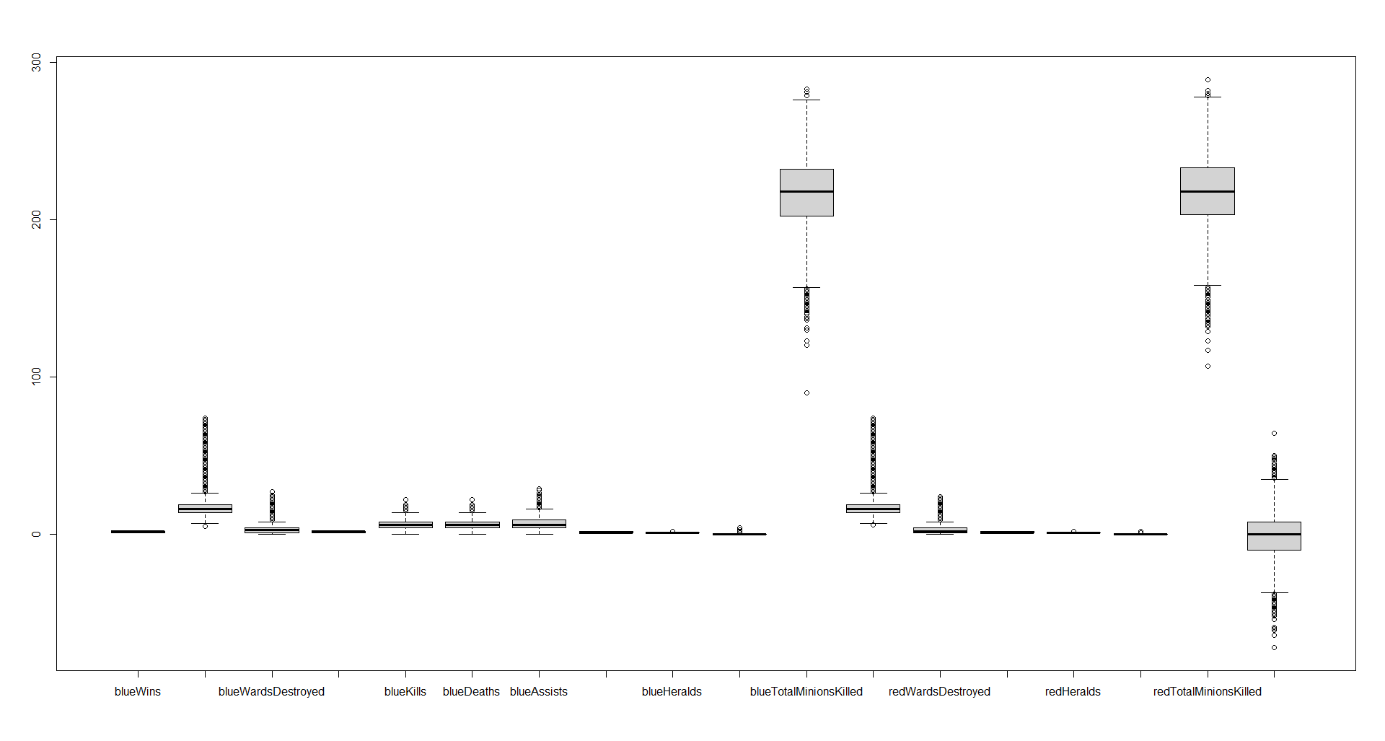 300
200
100
0
blueWins
blueWardsDestroyed
blueKills
blueDeaths
blueAssists
blueHeralds
blueTotalMinionsKilled
redWardsDestroyed
redHeralds
redTotalMinionsKilled